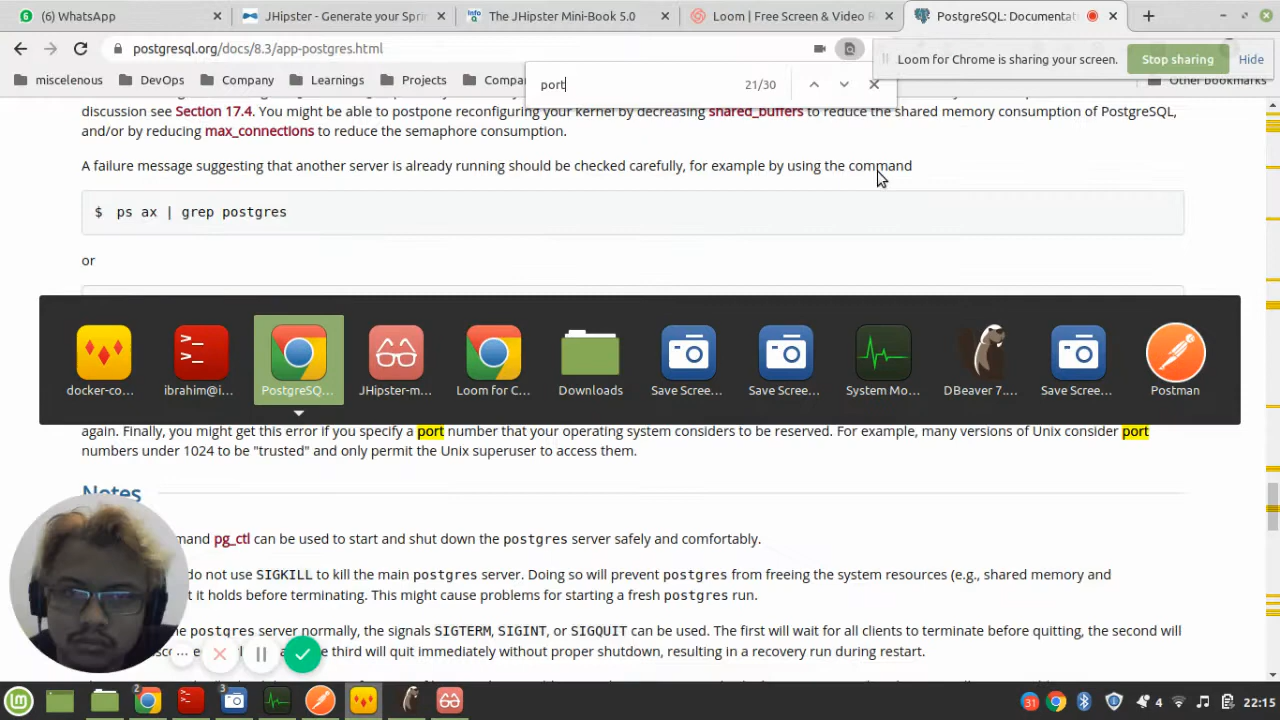 (6) WhatsApp
JHipster - Generate your Spri
The JHipster Mini-Book 5.0
Loom | Free Screen & Video R
PostgreSQL: Documentat
postgresql.org/docs/8.3/app-postgres.html
Loom for Chrome is sharing your screen.
Stop sharing
Hide
miscelenous
DevOps
Company
Learnings
Projects
Compa
Other bookmarks
port
21/30
discussion see Section 17.4. You might be able to postpone reconfiguring your kernel by decreasing shared_buffers to reduce the shared memory consumption of PostgreSQL,
and/or by reducing max_connections to reduce the semaphore consumption.
A failure message suggesting that another server is already running should be checked carefully, for example by using the command
$ ps ax | grep postgres
or
docker-co...
ibrahim@i...
PostgreSQ...
JHipster-m...
Loom for C...
Downloads
Save Scree...
Save Scree...
System Mo...
DBeaver 7....
Save Scree...
Postman
again. Finally, you might get this error if you specify a port number that your operating system considers to be reserved. For example, many versions of Unix consider port
numbers under 1024 to be "trusted" and only permit the Unix superuser to access them.
Notes
mand pg_ctl can be used to start and shut down the postgres server safely and comfortably.
do not use SIGKILL to kill the main postgres server. Doing so will prevent postgres from freeing the system resources (e.g., shared memory and
t it holds before terminating. This might cause problems for starting a fresh postgres run.
e postgres server normally, the signals SIGTERM, SIGINT, or SIGQUIT can be used. The first will wait for all clients to terminate before quitting, the second will
e third will quit immediately without proper shutdown, resulting in a recovery run during restart.
2
3
31
4
22:15